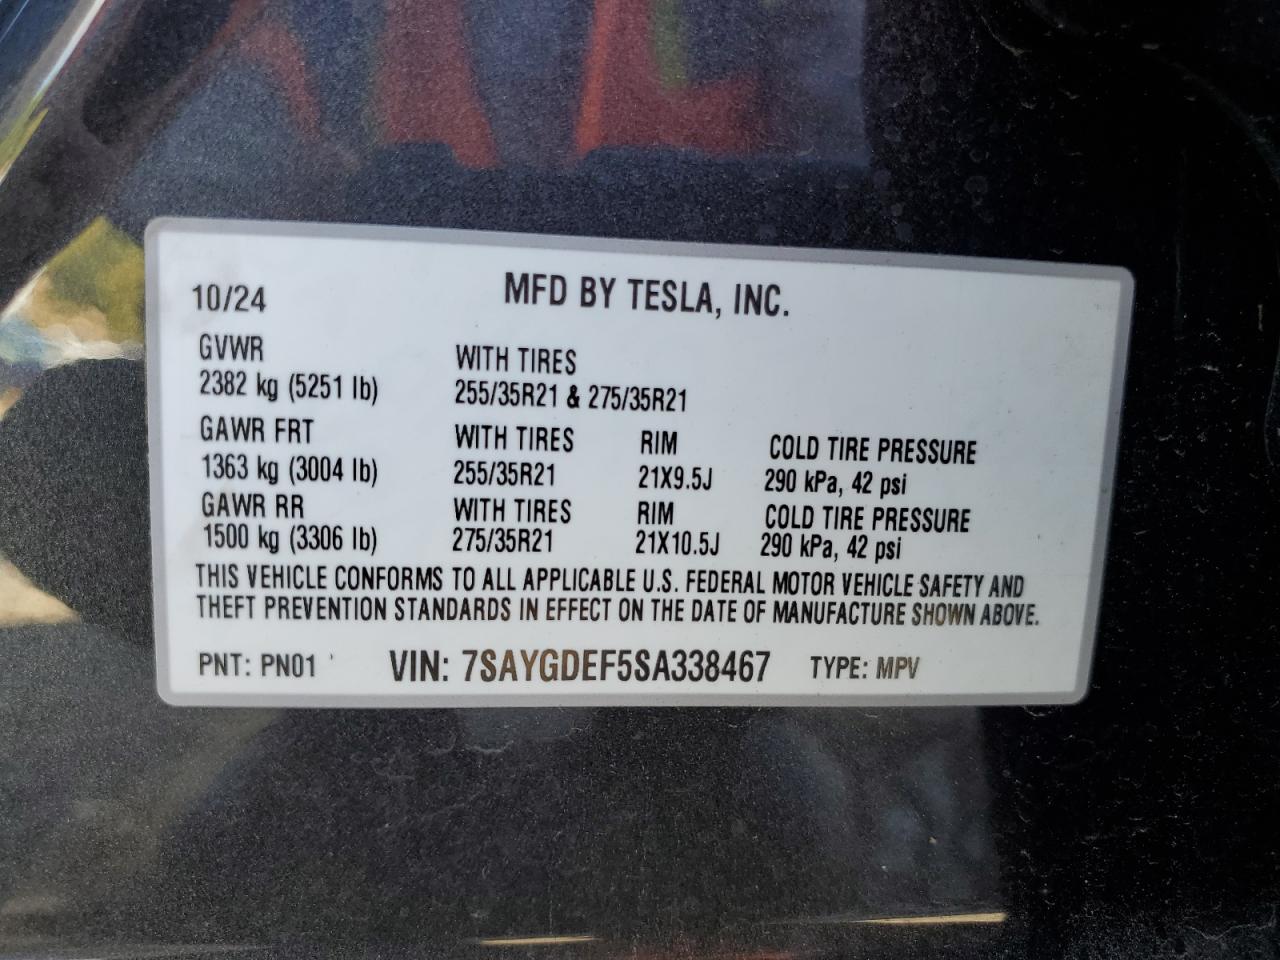 10/24 MFD BY TESLA, INC.
GVWR WITH TIRES
2382 kg (5251 lb) 255/35R21 & 275/35R21
GAWR FRT WITH TIRES RIM COLD TIRE PRESSURE
1363 kg (3004 lb) 255/35R21 21X9.5J 290 kPa, 42 psi
GAWR RR WITH TIRES RIM COLD TIRE PRESSURE
1500 kg (3306 lb) 275/35R21 21X10.5J 290 kPa, 42 psi
THIS VEHICLE CONFORMS TO ALL APPLICABLE U.S. FEDERAL MOTOR VEHICLE SAFETY AND
THEFT PREVENTION STANDARDS IN EFFECT ON THE DATE OF MANUFACTURE SHOWN ABOVE.
PNT: PN01 VIN: 7SAYGDEF5SA338467 TYPE: MPV